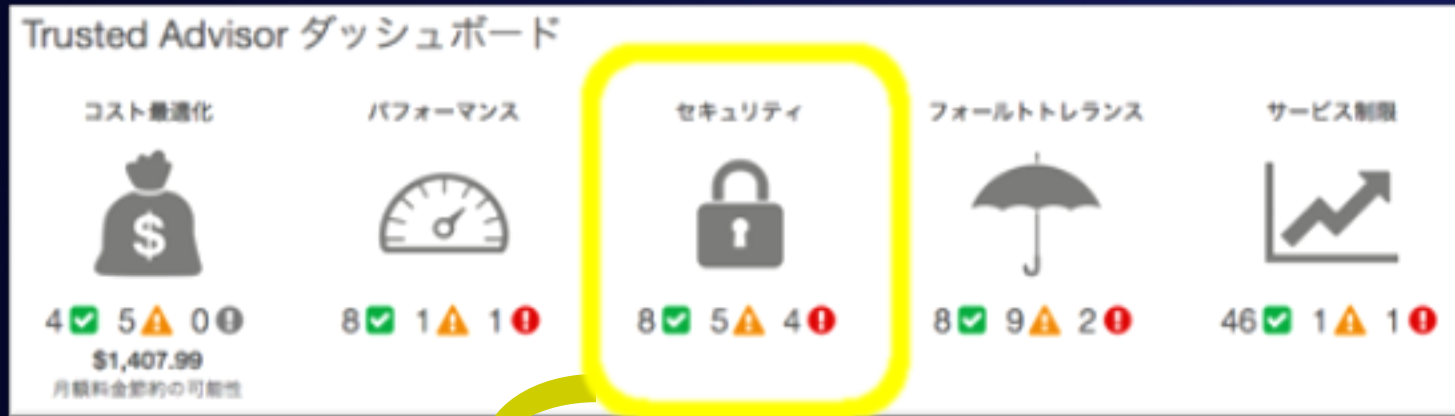 Trusted Advisor ダッシュボード
コスト最適化
パフォーマンス
セキュリティ
フォールトトレランス
サービス制限
$
4 5 0
8 1 1
8 5 4
8 9 2
46 1 1
$1,407.99
月額料金節約の可能性